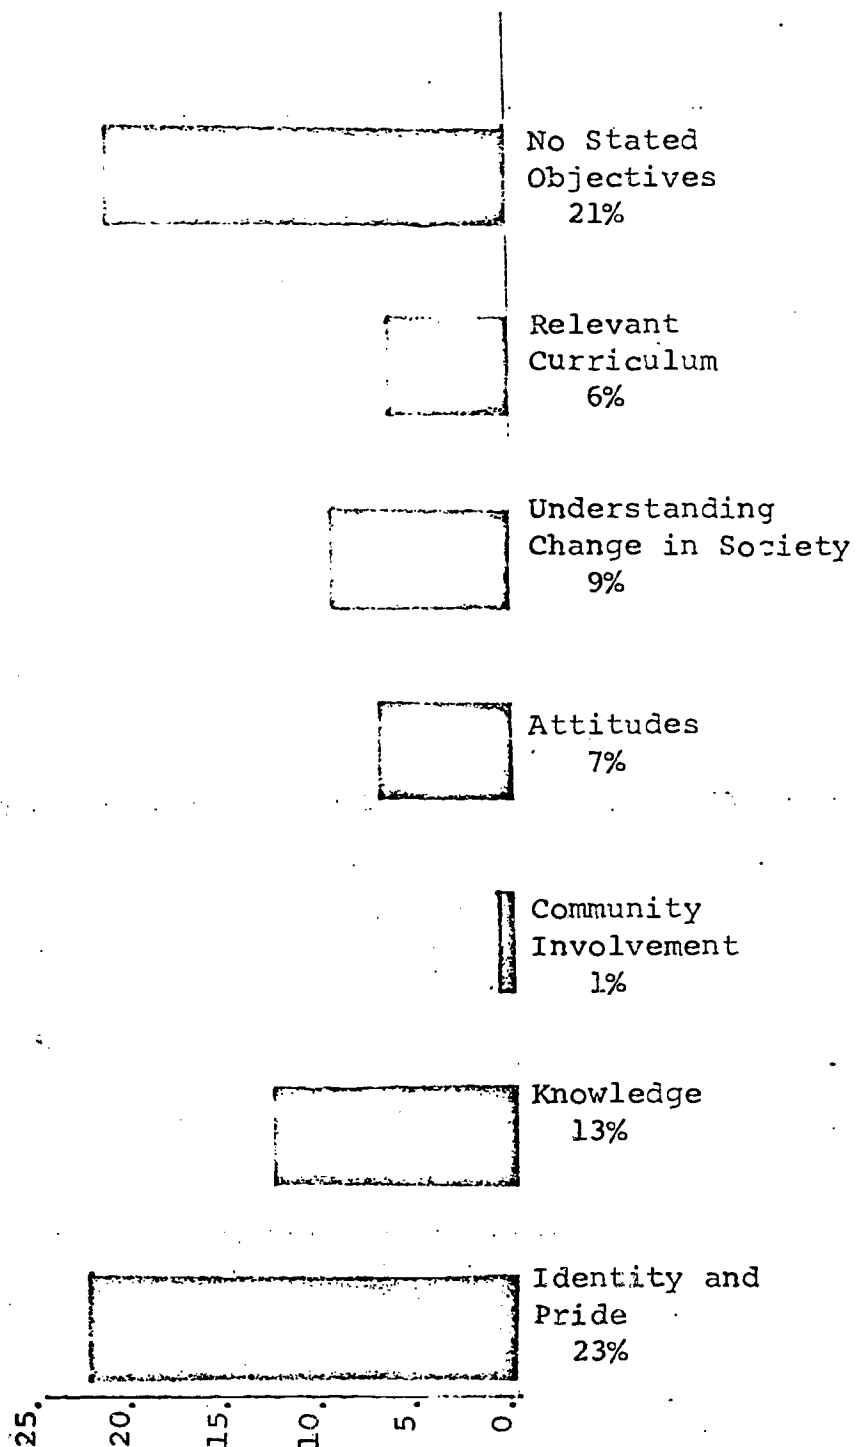 No Stated
Objectives
21%
Relevant
Curriculum
6%
Understanding
Change in Society
9%
Attitudes
7%
Community
Involvement
1%
Knowledge
13%
Identity and
Pride
23%
25.
20.
15.
10.
5.
0.